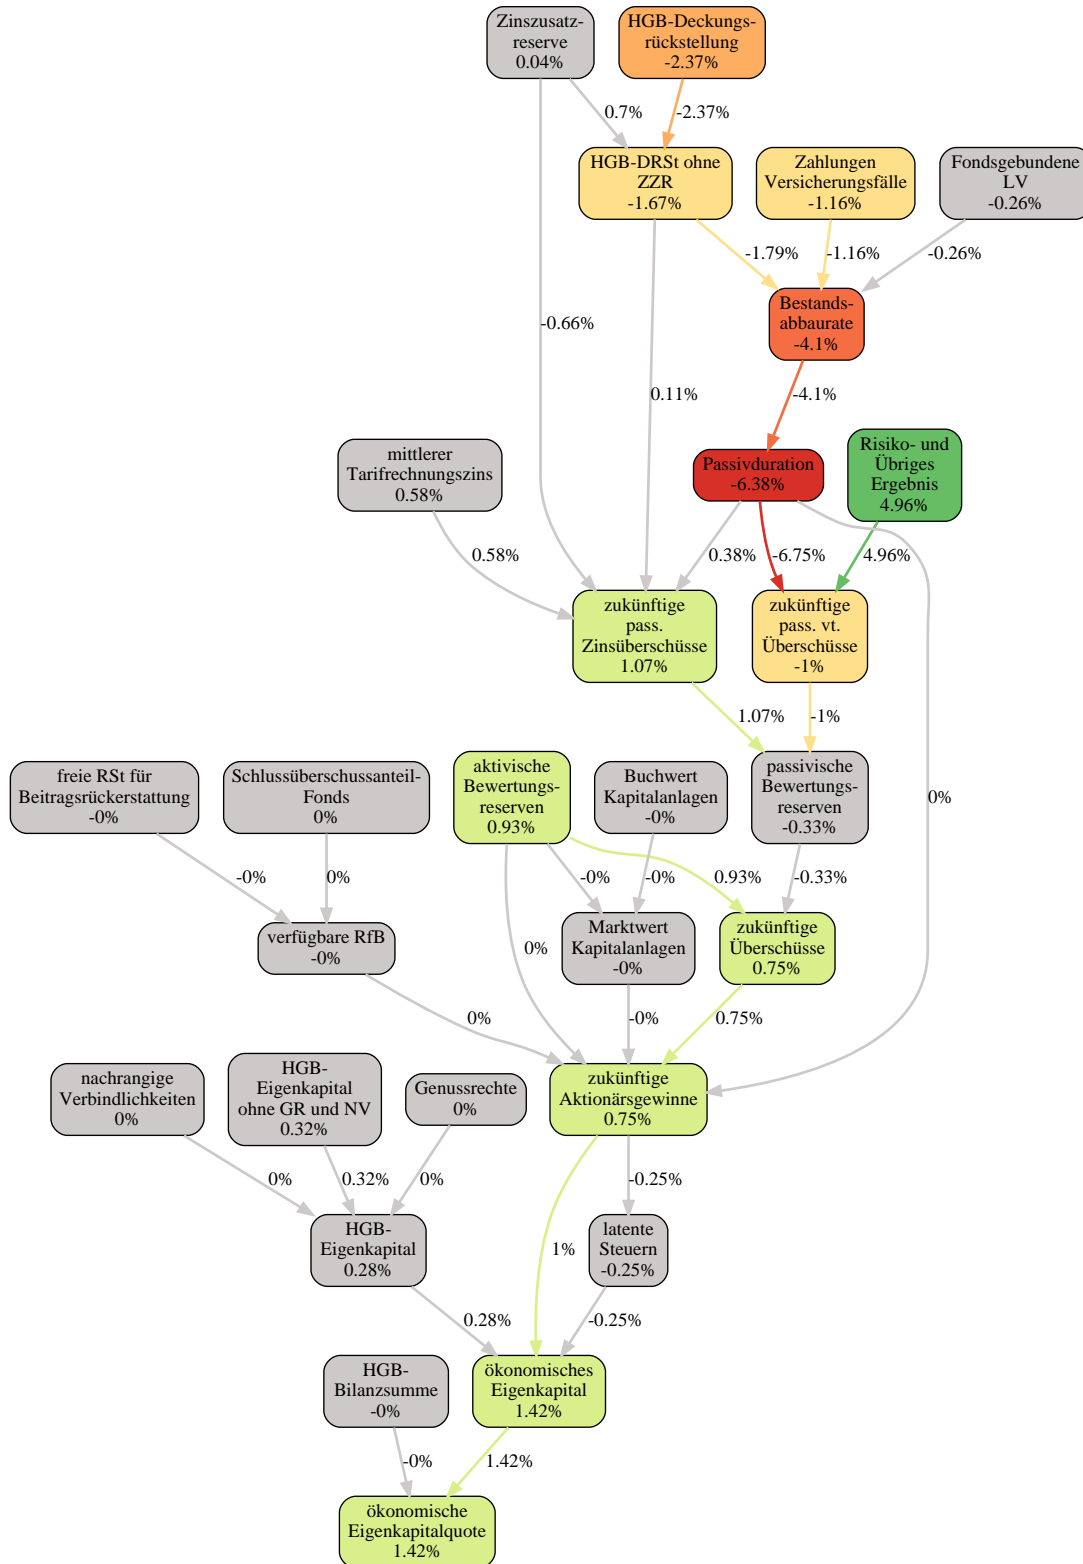 Zinszusatz-
reserve
0.04%
HGB-Deckungs-
rückstellung
-2.37%
0.7%
-2.37%
HGB-DRSt ohne
ZZR
-1.67%
Zahlungen
Versicherungsfälle
-1.16%
Fondsgebundene
LV
-0.26%
-1.79%
-1.16%
-0.26%
Bestands-
abbaurate
-4.1%
-0.66%
0.11%
-4.1%
mittlerer
Tarifrechnungszins
0.58%
Passivduration
-6.38%
Risiko- und
Übriges
Ergebnis
4.96%
0.58%
0.38%
-6.75%
4.96%
zukünftige
pass.
Zinsüberschüsse
1.07%
zukünftige
pass. vt.
Überschüsse
-1%
1.07%
-1%
freie RSt für
Beitragsrückerstattung
-0%
Schlussüberschussanteil-
Fonds
0%
aktivische
Bewertungs-
reserven
0.93%
Buchwert
Kapitalanlagen
-0%
passivische
Bewertungs-
reserven
-0.33%
0%
-0%
0%
-0%
-0%
0.93%
-0.33%
verfügbare RfB
-0%
0%
Marktwert
Kapitalanlagen
-0%
zukünftige
Überschüsse
0.75%
0%
-0%
0.75%
nachrangige
Verbindlichkeiten
0%
HGB-
Eigenkapital
ohne GR und NV
0.32%
Genussrechte
0%
zukünftige
Aktionärsgewinne
0.75%
0%
0.32%
0%
-0.25%
HGB-
Eigenkapital
0.28%
1%
latente
Steuern
-0.25%
0.28%
-0.25%
HGB-
Bilanzsumme
-0%
ökonomisches
Eigenkapital
1.42%
-0%
1.42%
ökonomische
Eigenkapitalquote
1.42%